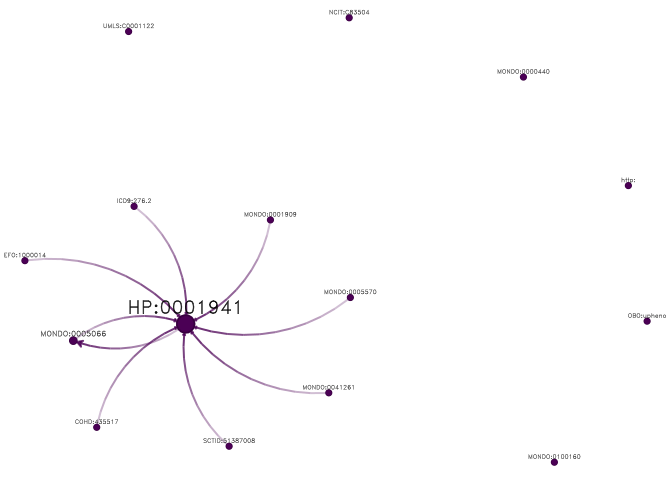 NCIT:C83504
UMLS:C0001122
MONDO:0000440
http:
ICD9:276.2
MONDO:0001909
EFO:1000014
MONDO:0005570
HP:0001941
OBO:upheno
MONDO:0005066
MONDO:0041261
COHD:435517
SCTID:51387008
MONDO:0100160